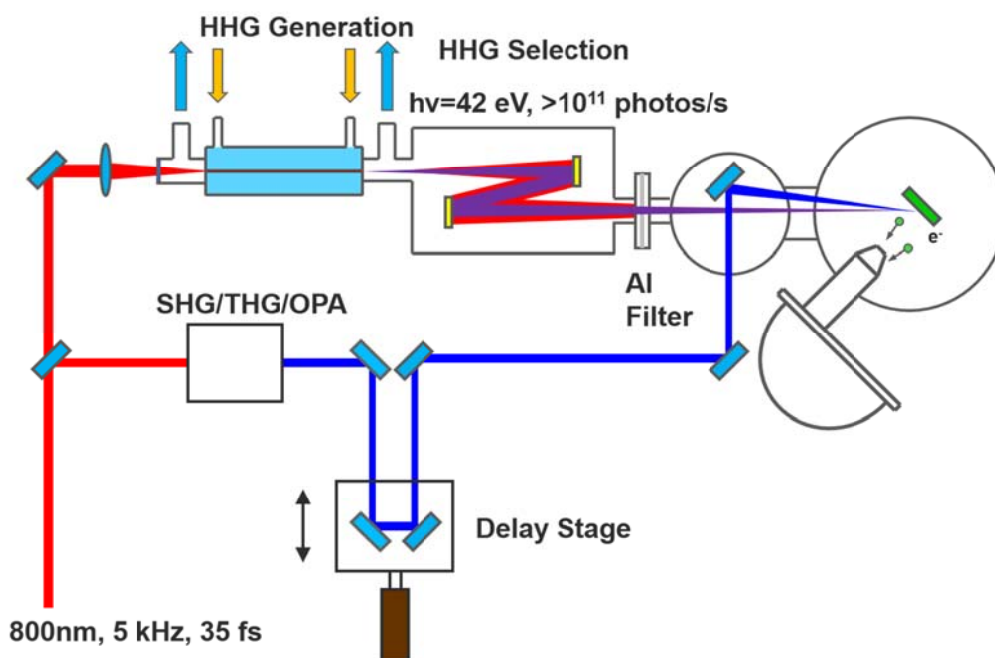 HHG Generation
HHG Selection
hv=42 eV, >10¹¹ photos/s
e-
Al
Filter
SHG/THG/OPA
Delay Stage
800nm, 5 kHz, 35 fs